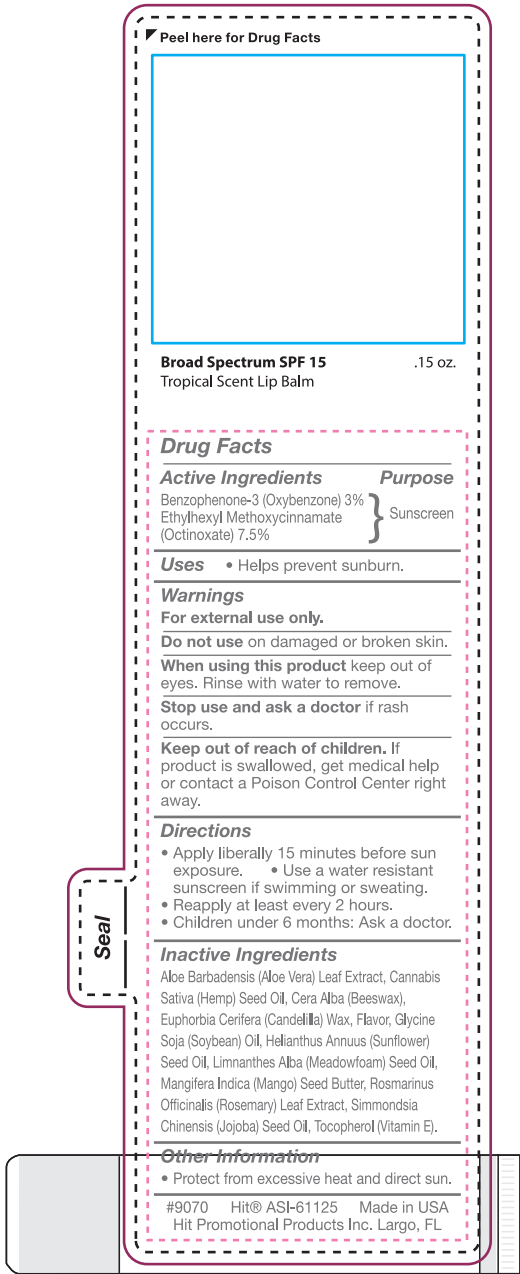 Peel here for Drug Facts
Broad Spectrum SPF 15 .15 oz.
Tropical Scent Lip Balm
Drug Facts
Active Ingredients Purpose
Benzophenone-3 (Oxybenzone) 3%
Ethylhexyl Methoxycinnamate
(Octinoxate) 7.5%
} Sunscreen
Uses • Helps prevent sunburn.
Warnings
For external use only.
Do not use on damaged or broken skin.
When using this product keep out of
eyes. Rinse with water to remove.
Stop use and ask a doctor if rash
occurs.
Keep out of reach of children. If
product is swallowed, get medical help
or contact a Poison Control Center right
away.
Directions
• Apply liberally 15 minutes before sun
exposure. • Use a water resistant
sunscreen if swimming or sweating.
• Reapply at least every 2 hours.
• Children under 6 months: Ask a doctor.
Seal
Inactive Ingredients
Aloe Barbadensis (Aloe Vera) Leaf Extract, Cannabis
Sativa (Hemp) Seed Oil, Cera Alba (Beeswax),
Euphorbia Cerifera (Candelilla) Wax, Flavor, Glycine
Soja (Soybean) Oil, Helianthus Annuus (Sunflower)
Seed Oil, Limnanthes Alba (Meadowfoam) Seed Oil,
Mangifera Indica (Mango) Seed Butter, Rosmarinus
Officinalis (Rosemary) Leaf Extract, Simmondsia
Chinensis (Jojoba) Seed Oil, Tocopherol (Vitamin E).
Other Information
• Protect from excessive heat and direct sun.
#9070 Hit® ASI-61125 Made in USA
Hit Promotional Products Inc. Largo, FL